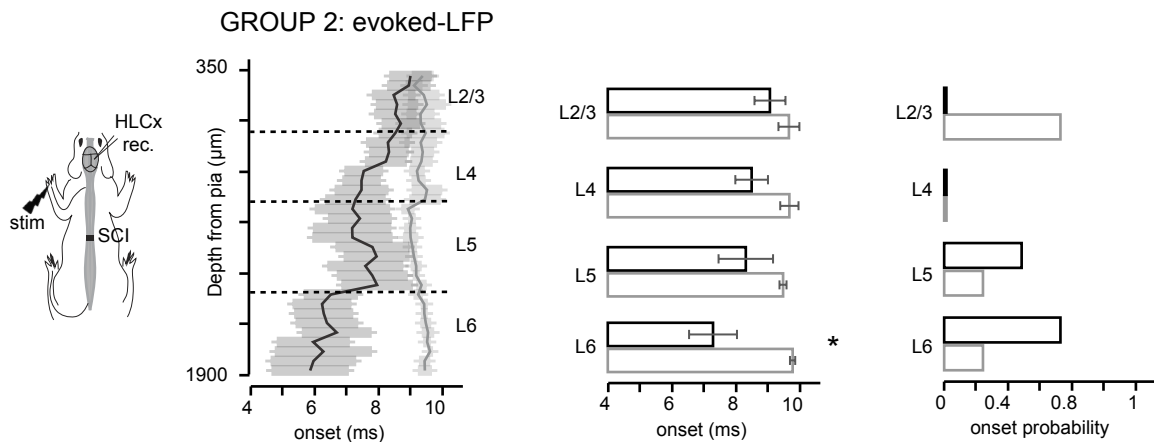 GROUP 2: evoked-LFP
HLCx
rec.
stim
SCI
Depth from pia (μm)
350
1900
L2/3
L4
L5
L6
4 6 8 10
onset (ms)
L2/3
L4
L5
L6
*
4 6 8 10
onset (ms)
L2/3
L4
L5
L6
0 0.4 0.8 1
onset probability